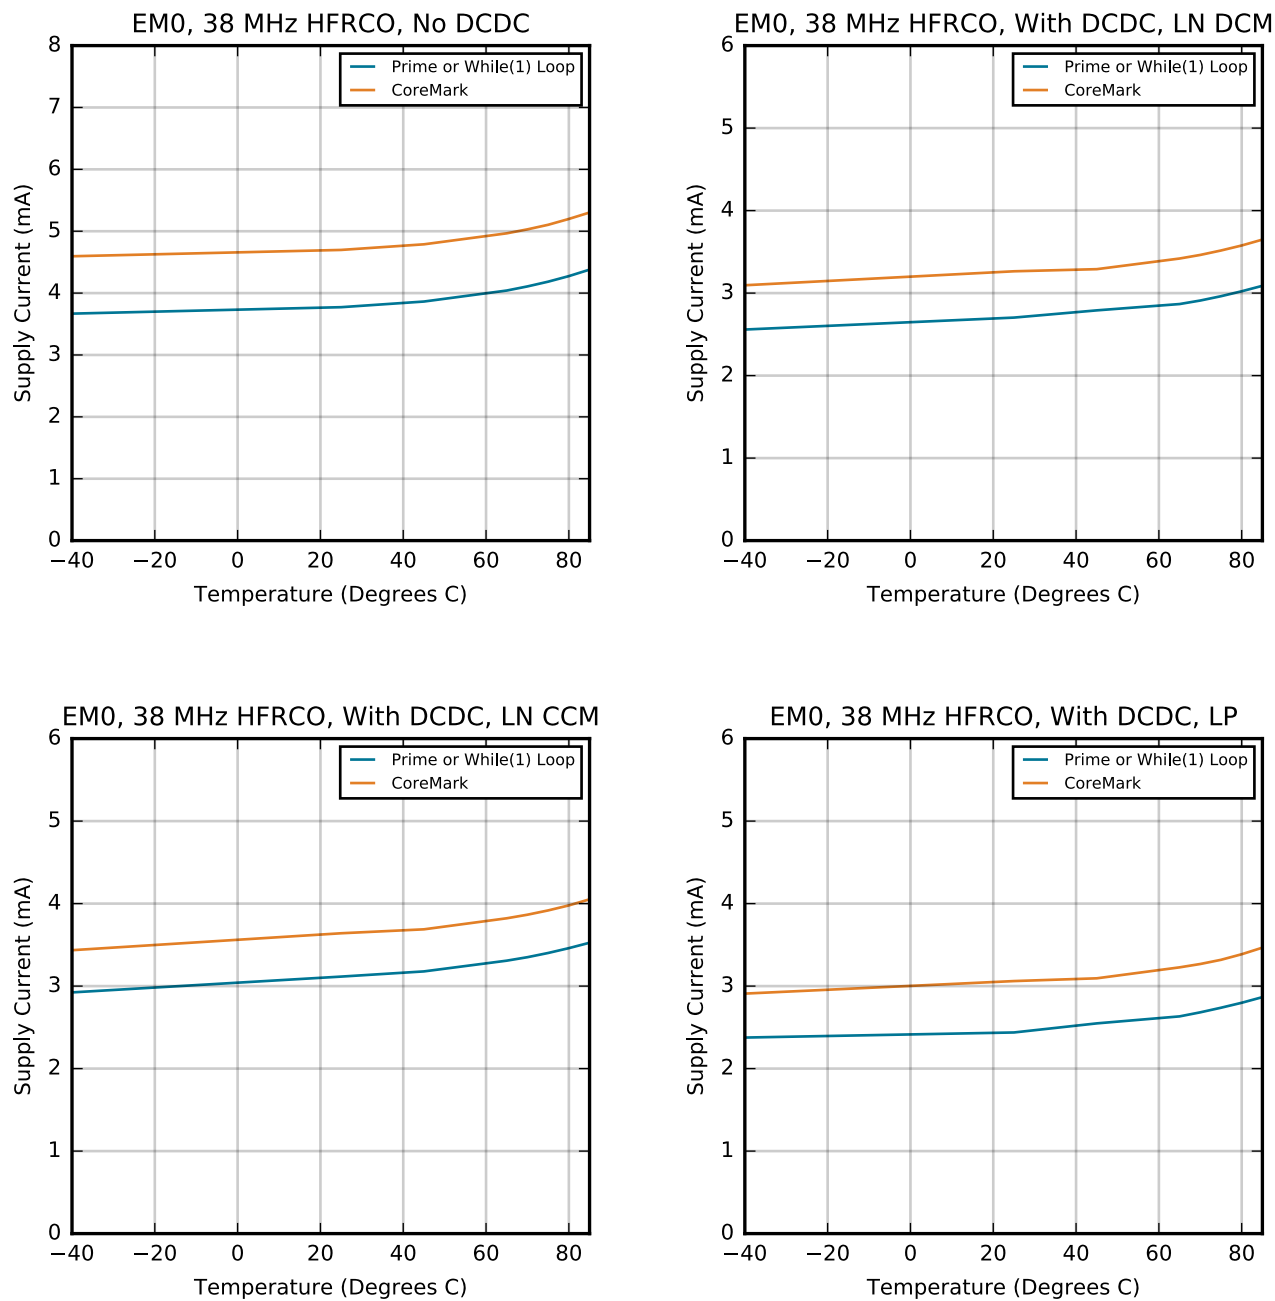 EM0, 38 MHz HFRCO, No DCDC
Prime or While(1) Loop
CoreMark
Supply Current (mA)
8
7
6
5
4
3
2
1
0
−40 −20 0 20 40 60 80
Temperature (Degrees C)
EM0, 38 MHz HFRCO, With DCDC, LN DCM
Prime or While(1) Loop
CoreMark
Supply Current (mA)
6
5
4
3
2
1
0
−40 −20 0 20 40 60 80
Temperature (Degrees C)
EM0, 38 MHz HFRCO, With DCDC, LN CCM
Prime or While(1) Loop
CoreMark
Supply Current (mA)
6
5
4
3
2
1
0
−40 −20 0 20 40 60 80
Temperature (Degrees C)
EM0, 38 MHz HFRCO, With DCDC, LP
Prime or While(1) Loop
CoreMark
Supply Current (mA)
6
5
4
3
2
1
0
−40 −20 0 20 40 60 80
Temperature (Degrees C)